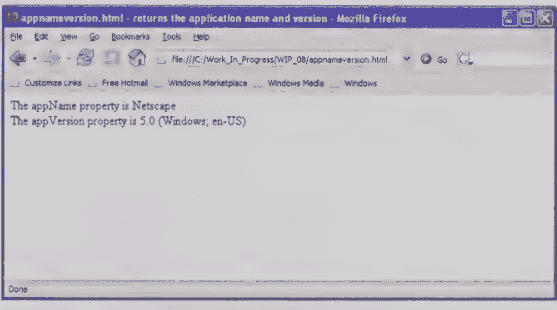 appnameversion.html - returns the application name and version - Mozilla Firefox
File Edit View Go Bookmarks Tools Help
file:///C:/Work_In_Progress/WIP_08/appnameversion.html Go
Customize Links Free Hotmail Windows Marketplace Windows Media Windows
The appName property is Netscape
The appVersion property is 5.0 (Windows; en-US)
Done